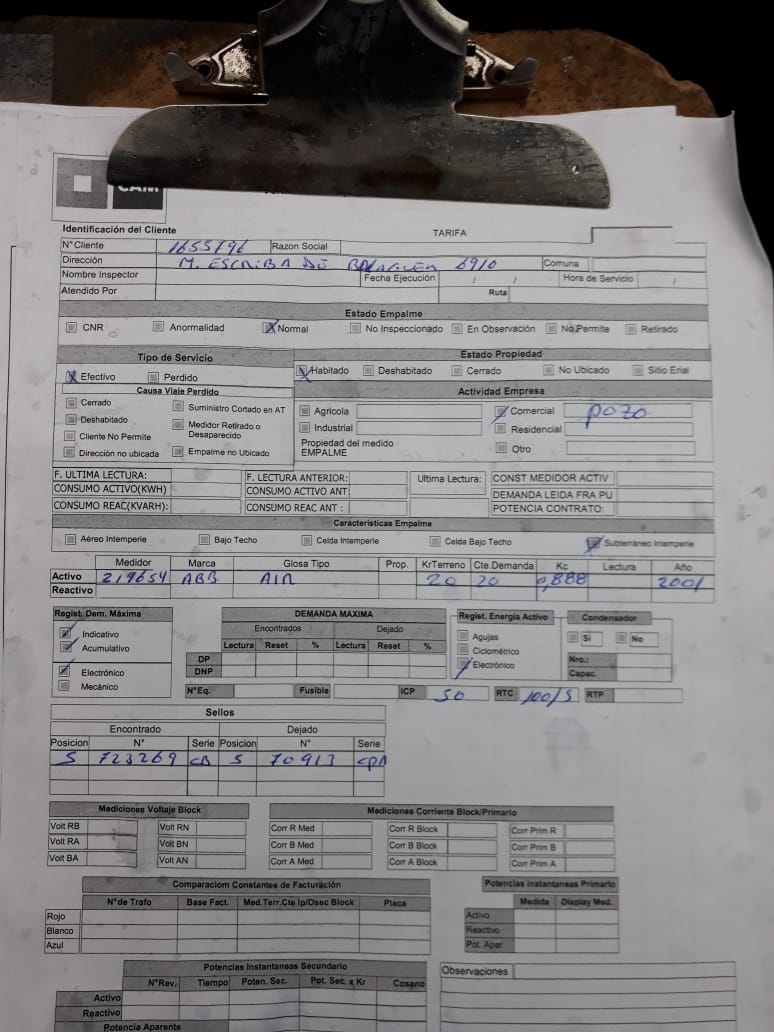 CAM
Identificación del Cliente
TARIFA
N°Cliente 1655796 Razon Social
Dirección M. ESCRIBA DE BALAGUER 6910 Comuna
Nombre Inspector Fecha Ejecución / / Hora de Servicio /
Atendido Por Ruta
Estado Empalme
CNR Anormalidad Normal No Inspeccionado En Observación No Permite Retirado
Tipo de Servicio Estado Propiedad
Efectivo Perdido Habitado Deshabitado Cerrado No Ubicado Sitio Erial
Causa Viaje Perdido Actividad Empresa
Cerrado Suministro Cortado en AT Agricola Comercial pozo
Deshabitado Medidor Retirado o Desaparecido Industrial Residencial
Cliente No Permite Propiedad del medido
Dirección no ubicada Empalme no Ubicado EMPALME Otro
F. ULTIMA LECTURA: F. LECTURA ANTERIOR: Ultima Lectura: CONST MEDIDOR ACTIV
CONSUMO ACTIVO(KWH) CONSUMO ACTIVO ANT: DEMANDA LEIDA FRA PU
CONSUMO REAC(KVARH): CONSUMO REAC ANT : POTENCIA CONTRATO:
Caracteristicas Empalme
Aéreo Intemperie Bajo Techo Celda Intemperie Celda Bajo Techo Subterráneo Intemperie
Medidor Marca Glosa Tipo Prop. KrTerreno Cte.Demanda Kc Lectura Año
Activo 219654 ABB A1R 20 20 0,888 2001
Reactivo
Regist. Dem. Máxima DEMANDA MAXIMA Regist. Energia Activo Condensador
Indicativo Encontrados Dejado Agujas Si No
Acumulativo Lectura Reset % Lectura Reset % Ciclométrico
Electrónico DP Electrónico Nro.:
Mecánico DNP Capac.
N°Eq. Fusible ICP 50 RTC 100/5 RTP
Sellos
Encontrado Dejado
Posicion N° Serie Posicion N° Serie
S 723269 CB S 70913
Mediciones Voltaje Block Mediciones Corriente Block/Primario
Volt RB Volt RN Corr R Med Corr R Block Corr Prim R
Volt RA Volt BN Corr B Med Corr B Block Corr Prim B
Volt BA Volt AN Corr A Med Corr A Block Corr Prim A
Comparaciom Constantes de Facturación Potencias Instantaneas Primario
N°de Trafo Base Fact. Med.Terr.Cte Ip/Osec Block Placa Medida Display Med.
Rojo Activo
Blanco Reactivo
Azul Pot. Apar
Potencias Instantaneas Secundario Observaciones
N°Rev. Tiempo Poten. Sec. Pot. Sec. x Kr Coseno
Activo
Reactivo
Potencia Aparente